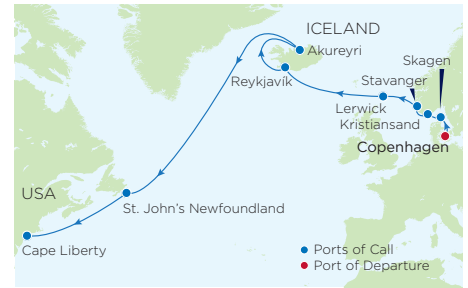 ICELAND
Akureyri
Skagen
Reykjavík
Stavanger
Lerwick
Kristiansand
Copenhagen
USA
St. John's Newfoundland
Cape Liberty
Ports of Call
Port of Departure